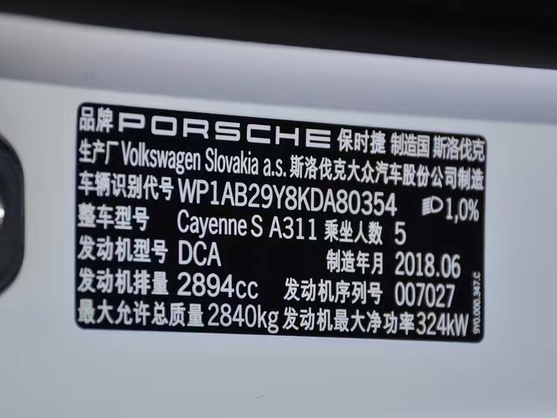 品牌 PORSCHE 保时捷 制造国 斯洛伐克
生产厂 Volkswagen Slovakia a.s. 斯洛伐克大众汽车股份公司制造
车辆识别代号 WP1AB29Y8KDA80354 1,0%
整车型号 Cayenne S A311 乘坐人数 5
发动机型号 DCA 制造年月 2018.06
发动机排量 2894cc 发动机序列号 007027
最大允许总质量 2840kg 发动机最大净功率 324kW
9Y0.000.347.C